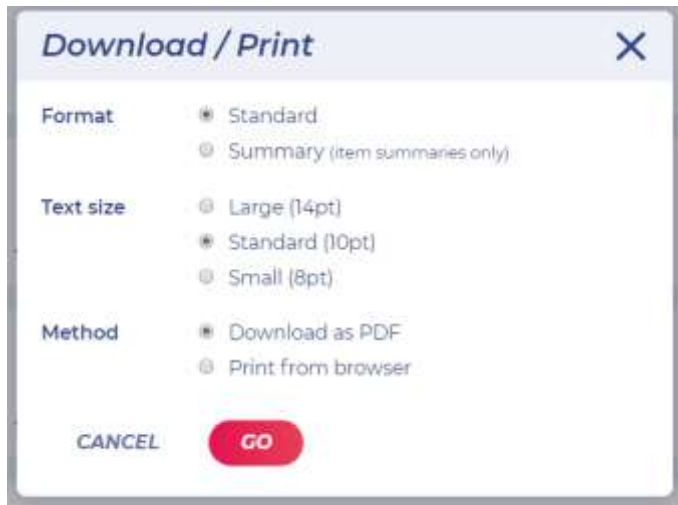 Download / Print
Format
Standard
Summary (item summaries only)
Text size
Large (14pt)
Standard (10pt)
Small (8pt)
Method
Download as PDF
Print from browser
CANCEL
GO